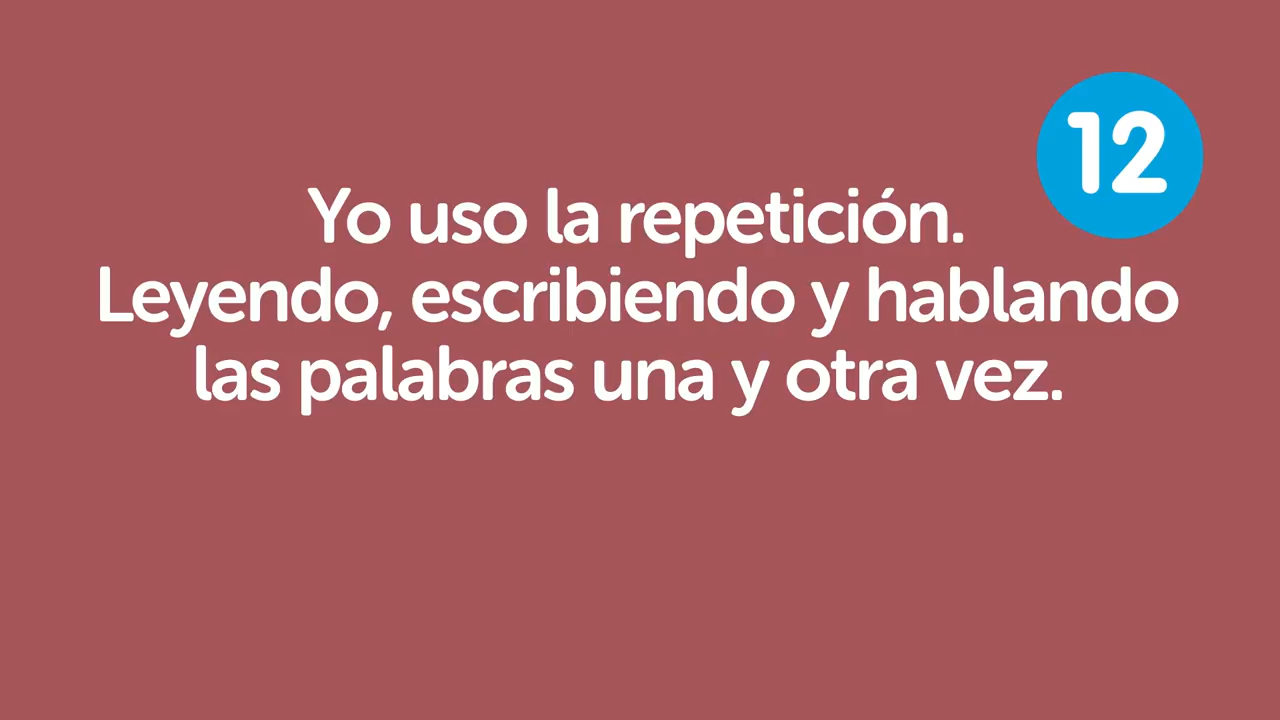 12
Yo uso la repetición.
Leyendo, escribiendo y hablando
las palabras una y otra vez.